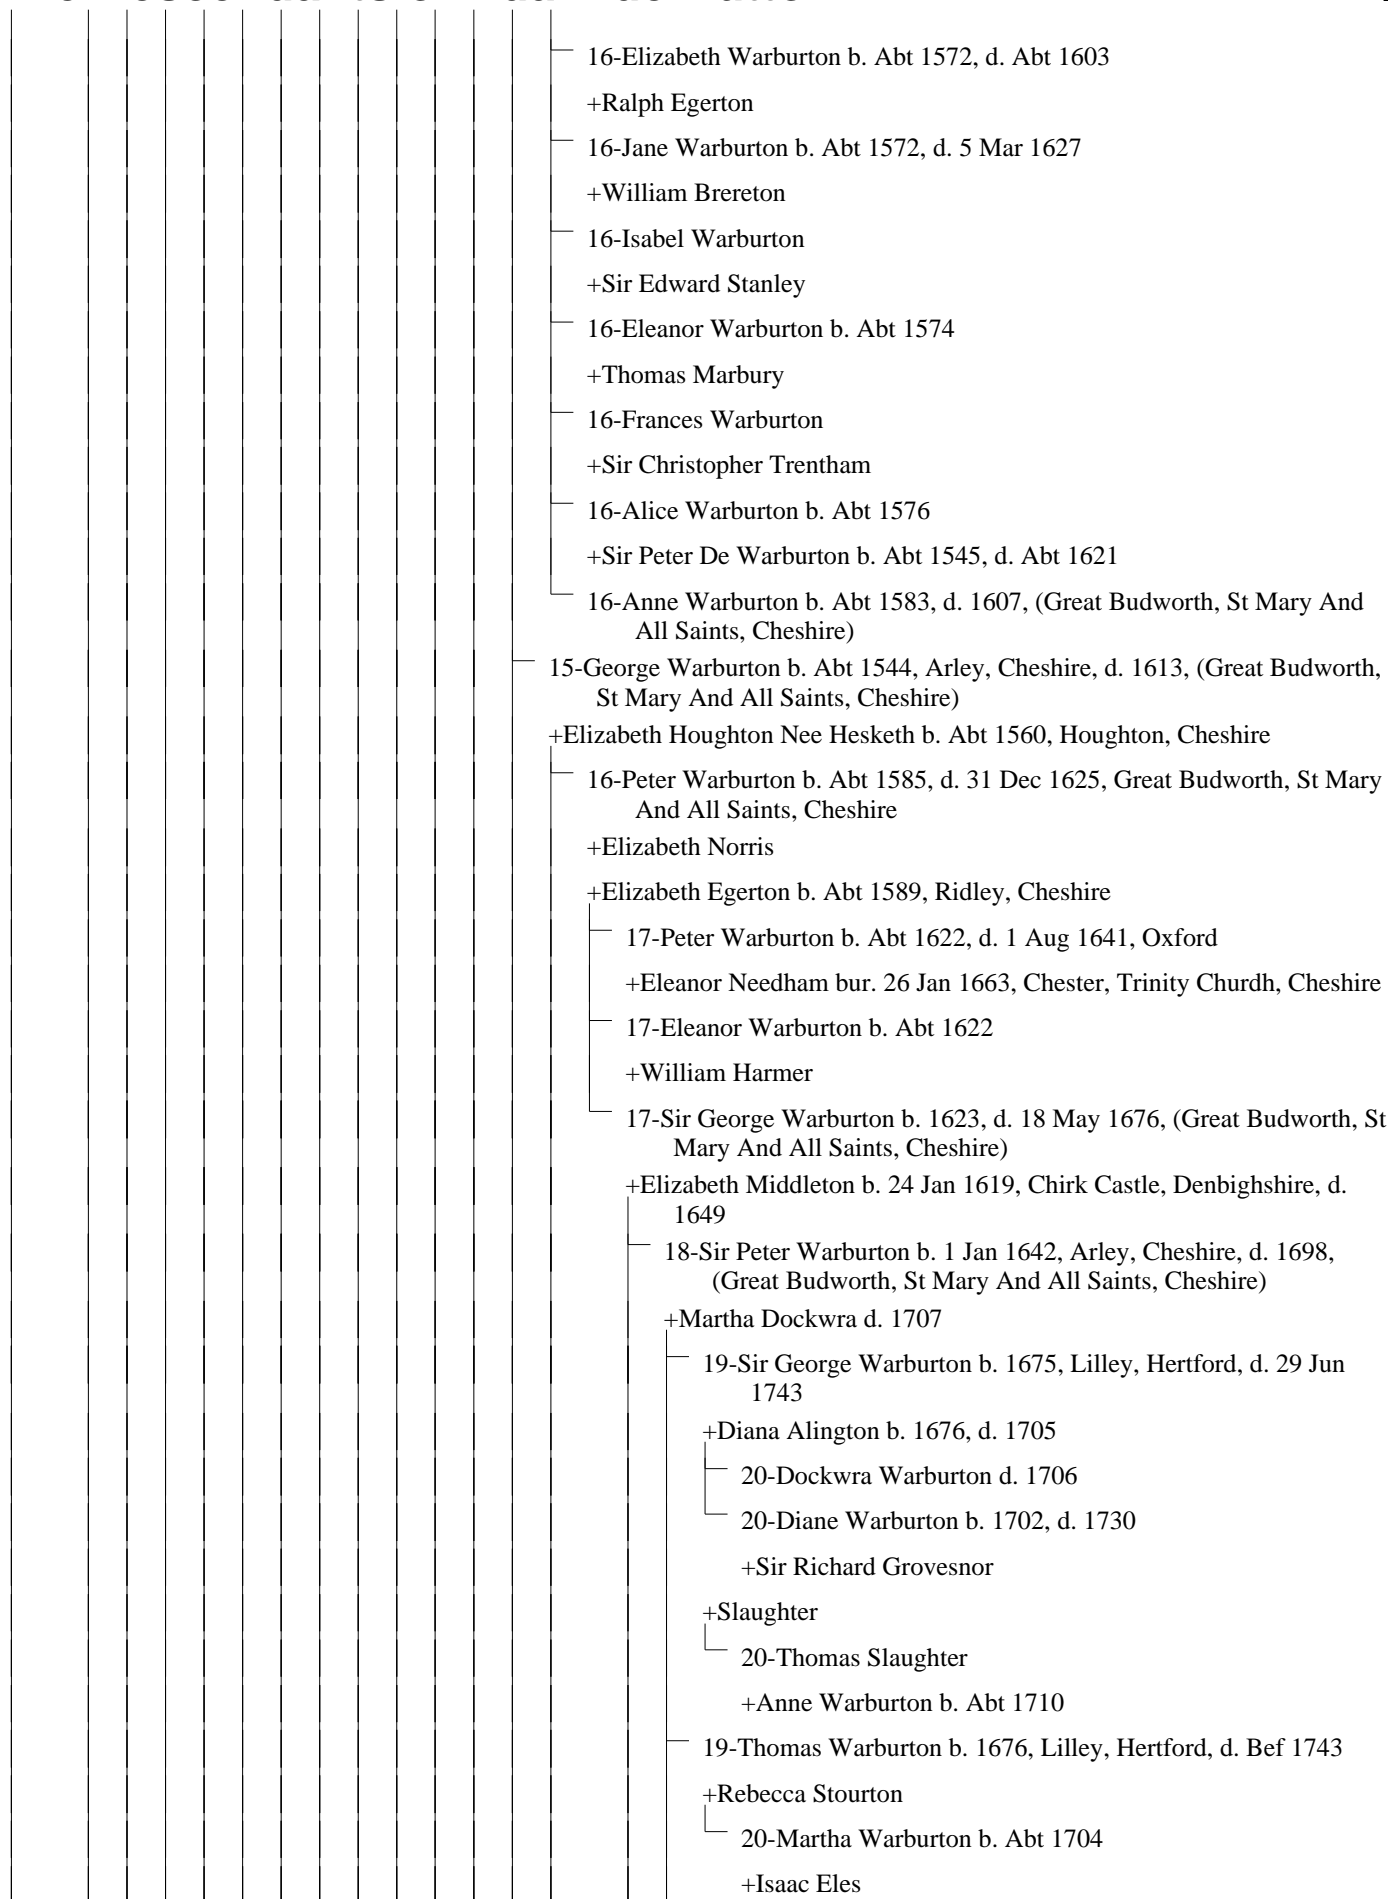 16-Elizabeth Warburton b. Abt 1572, d. Abt 1603
+Ralph Egerton
16-Jane Warburton b. Abt 1572, d. 5 Mar 1627
+William Brereton
16-Isabel Warburton
+Sir Edward Stanley
16-Eleanor Warburton b. Abt 1574
+Thomas Marbury
16-Frances Warburton
+Sir Christopher Trentham
16-Alice Warburton b. Abt 1576
+Sir Peter De Warburton b. Abt 1545, d. Abt 1621
16-Anne Warburton b. Abt 1583, d. 1607, (Great Budworth, St Mary And
All Saints, Cheshire)
15-George Warburton b. Abt 1544, Arley, Cheshire, d. 1613, (Great Budworth,
St Mary And All Saints, Cheshire)
+Elizabeth Houghton Nee Hesketh b. Abt 1560, Houghton, Cheshire
16-Peter Warburton b. Abt 1585, d. 31 Dec 1625, Great Budworth, St Mary
And All Saints, Cheshire
+Elizabeth Norris
+Elizabeth Egerton b. Abt 1589, Ridley, Cheshire
17-Peter Warburton b. Abt 1622, d. 1 Aug 1641, Oxford
+Eleanor Needham bur. 26 Jan 1663, Chester, Trinity Churdh, Cheshire
17-Eleanor Warburton b. Abt 1622
+William Harmer
17-Sir George Warburton b. 1623, d. 18 May 1676, (Great Budworth, St
Mary And All Saints, Cheshire)
+Elizabeth Middleton b. 24 Jan 1619, Chirk Castle, Denbighshire, d.
1649
18-Sir Peter Warburton b. 1 Jan 1642, Arley, Cheshire, d. 1698,
(Great Budworth, St Mary And All Saints, Cheshire)
+Martha Dockwra d. 1707
19-Sir George Warburton b. 1675, Lilley, Hertford, d. 29 Jun
1743
+Diana Alington b. 1676, d. 1705
20-Dockwra Warburton d. 1706
20-Diane Warburton b. 1702, d. 1730
+Sir Richard Grovesnor
+Slaughter
20-Thomas Slaughter
+Anne Warburton b. Abt 1710
19-Thomas Warburton b. 1676, Lilley, Hertford, d. Bef 1743
+Rebecca Stourton
20-Martha Warburton b. Abt 1704
+Isaac Eles